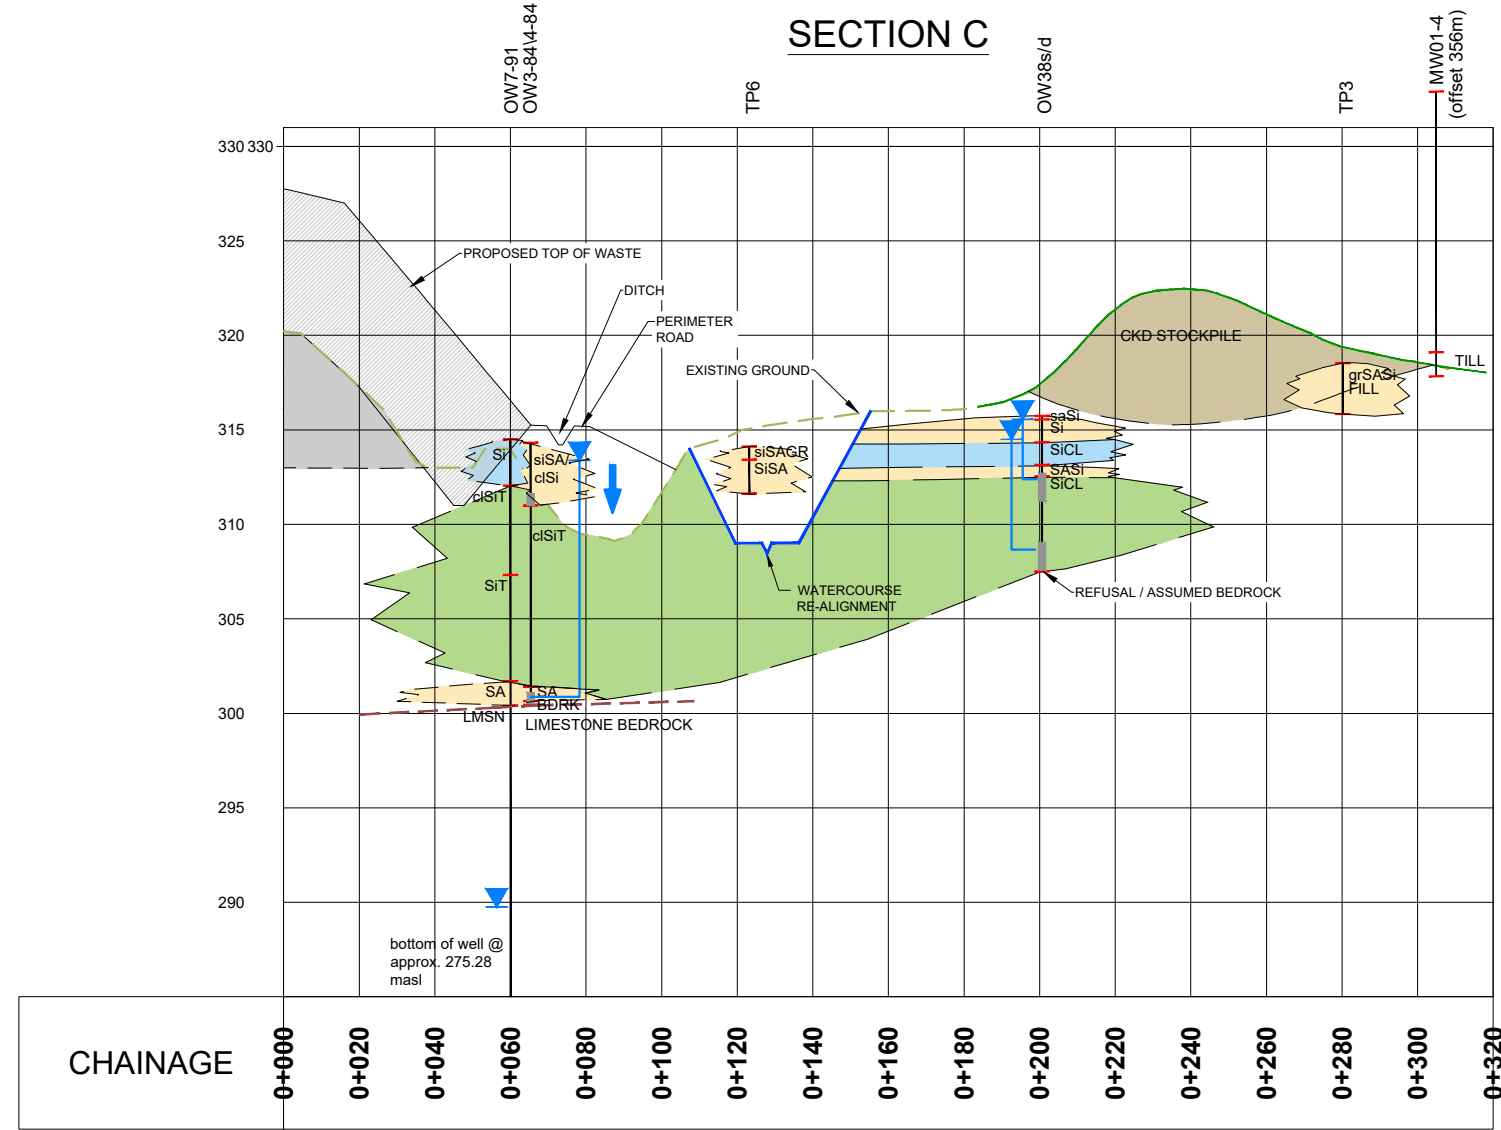 SECTION C
OW7-91
OW3-84\4-84
TP6
OW38s/d
TP3
MW01-4
(offset 356m)
330 330
325
320
315
310
305
300
295
290
PROPOSED TOP OF WASTE
DITCH
PERIMETER
ROAD
EXISTING GROUND
CKD STOCKPILE
TILL
grSASi
FILL
saSi
Si
SiCL
SASi
SiCL
siSAGR
SiSA
Si
siSA/
clSi
clSiT
clSiT
SiT
WATERCOURSE
RE-ALIGNMENT
REFUSAL / ASSUMED BEDROCK
SA
SA
BDRK
LMSN
LIMESTONE BEDROCK
bottom of well @
approx. 275.28
masl
CHAINAGE
0+000
0+020
0+040
0+060
0+080
0+100
0+120
0+140
0+160
0+180
0+200
0+220
0+240
0+260
0+280
0+300
0+320